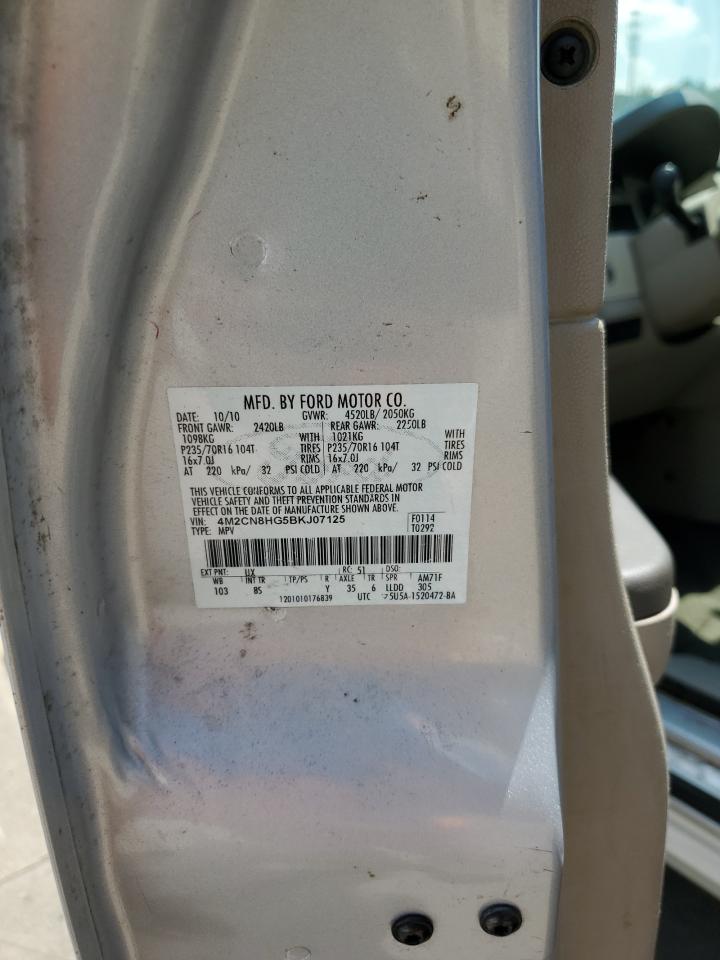 MFD. BY FORD MOTOR CO.
DATE: 10/10 GVWR: 4520LB/ 2050KG
FRONT GAWR: 2420LB REAR GAWR: 2250LB
1098KG WITH 1021KG WITH
P235/70R16 104T TIRES P235/70R16 104T TIRES
16x7.0J RIMS 16x7.0J RIMS
AT 220 kPa/ 32 PSI COLD AT 220 kPa/ 32 PSI COLD
THIS VEHICLE CONFORMS TO ALL APPLICABLE FEDERAL MOTOR
VEHICLE SAFETY AND THEFT PREVENTION STANDARDS IN
EFFECT ON THE DATE OF MANUFACTURE SHOWN ABOVE.
VIN: 4M2CN8HG5BKJ07125 F0114
TYPE: MPV T0292
EXT PNT: UX RC: 51 DSO:
WB INT TR TP/PS R AXLE TR SPR AM71F
103 8S Y 35 6 LLDD 305
1201010176839 UTC 75U5A-1520472-BA